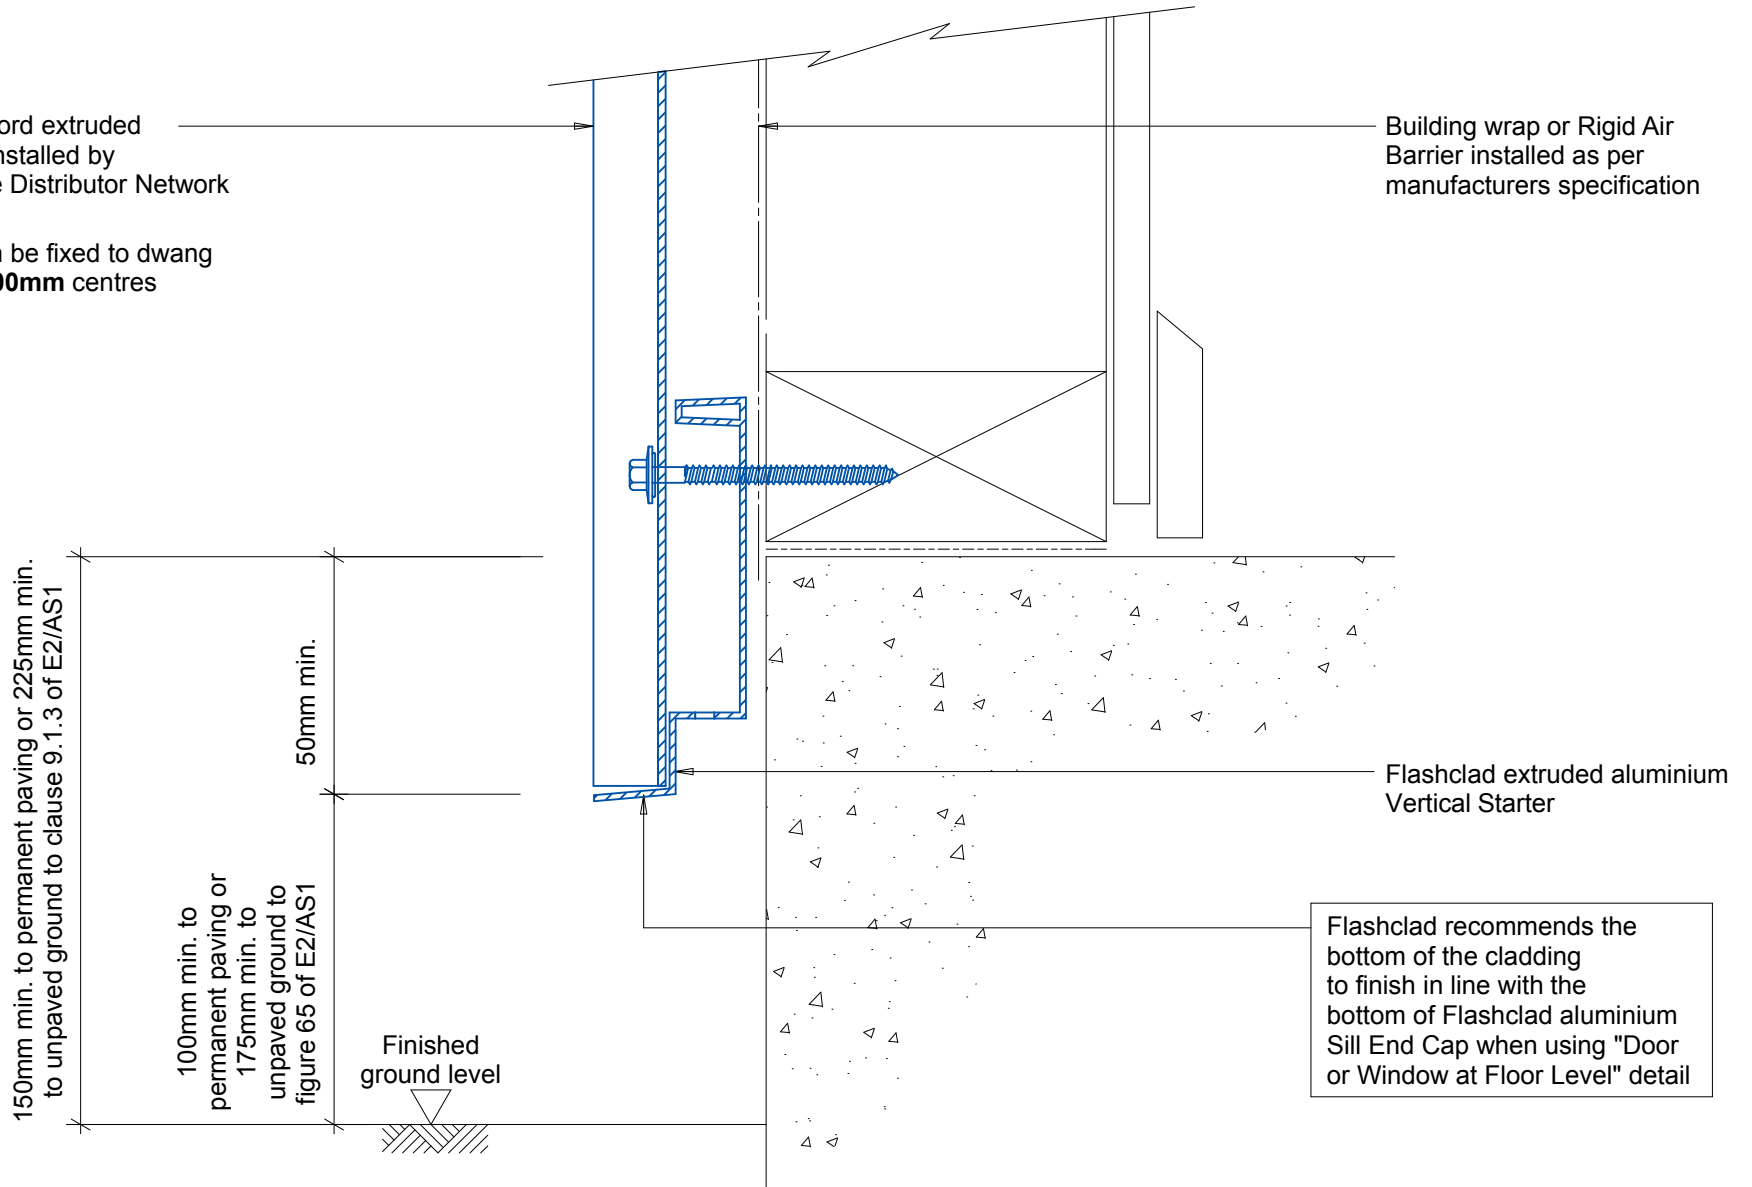 ord extruded
nstalled by
e Distributor Network
be fixed to dwang
00mm centres
Building wrap or Rigid Air
Barrier installed as per
manufacturers specification
150mm min. to permanent paving or 225mm min.
to unpaved ground to clause 9.1.3 of E2/AS1
50mm min.
100mm min. to
permanent paving or
175mm min. to
unpaved ground to
figure 65 of E2/AS1
Finished
ground level
Flashclad extruded aluminium
Vertical Starter
Flashclad recommends the
bottom of the cladding
to finish in line with the
bottom of Flashclad aluminium
Sill End Cap when using "Door
or Window at Floor Level" detail